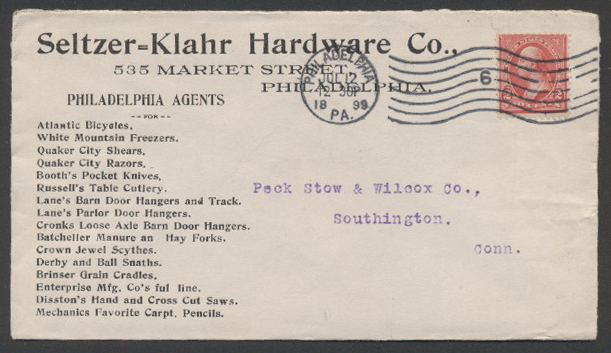 Seltzer=Klahr Hardware Co.,
535 MARKET STREET
PHILADELPHIA.
PHILADELPHIA AGENTS
--FOR--
Atlantic Bicycles.
White Mountain Freezers.
Quaker City Shears.
Quaker City Razors.
Booth's Pocket Knives.
Russell's Table Cutlery.
Lane's Barn Door Hangers and Track.
Lane's Parlor Door Hangers.
Cronks Loose Axle Barn Door Hangers.
Batcheller Manure an Hay Forks.
Crown Jewel Scythes.
Derby and Ball Snaths.
Brinser Grain Cradles.
Enterprise Mfg. Co's ful line.
Disston's Hand and Cross Cut Saws.
Mechanics Favorite Carpt. Pencils.
PHILADELPHIA
JUL 12
18 99
PA.
6
Peck Stow & Wilcox Co.,
Southington.
Conn.